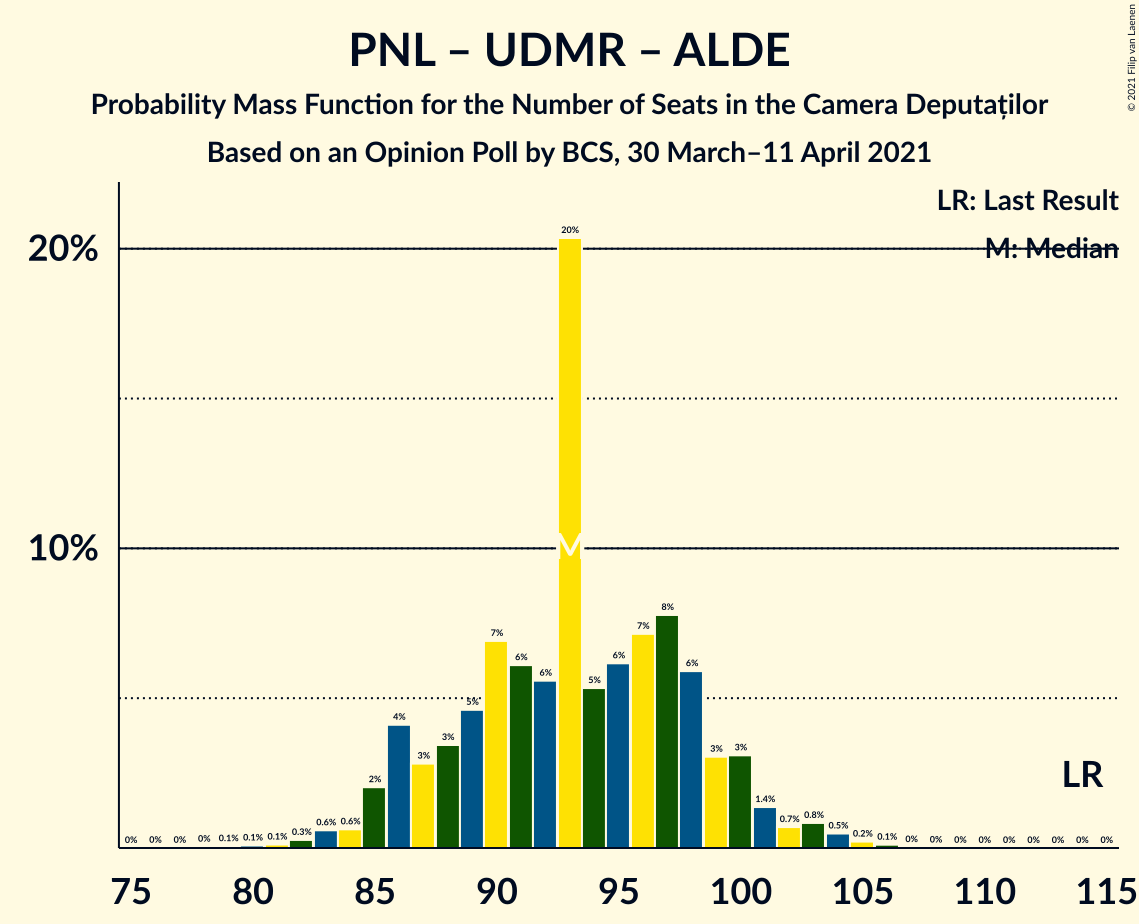 © 2021 Filip van Laenen
PNL – UDMR – ALDE
Probability Mass Function for the Number of Seats in the Camera Deputaților
Based on an Opinion Poll by BCS, 30 March–11 April 2021
LR: Last Result
M: Median
20%
10%
20%
M
0% 0% 0% 0% 0.1% 0.1% 0.1% 0.3% 0.6% 0.6% 2% 4% 3% 3% 5% 7% 6% 6% 5% 6% 7% 8% 6% 3% 3% 1.4% 0.7% 0.8% 0.5% 0.2% 0.1% 0% 0% 0% 0% 0% 0% 0% 0% 0%
LR
75 80 85 90 95 100 105 110 115